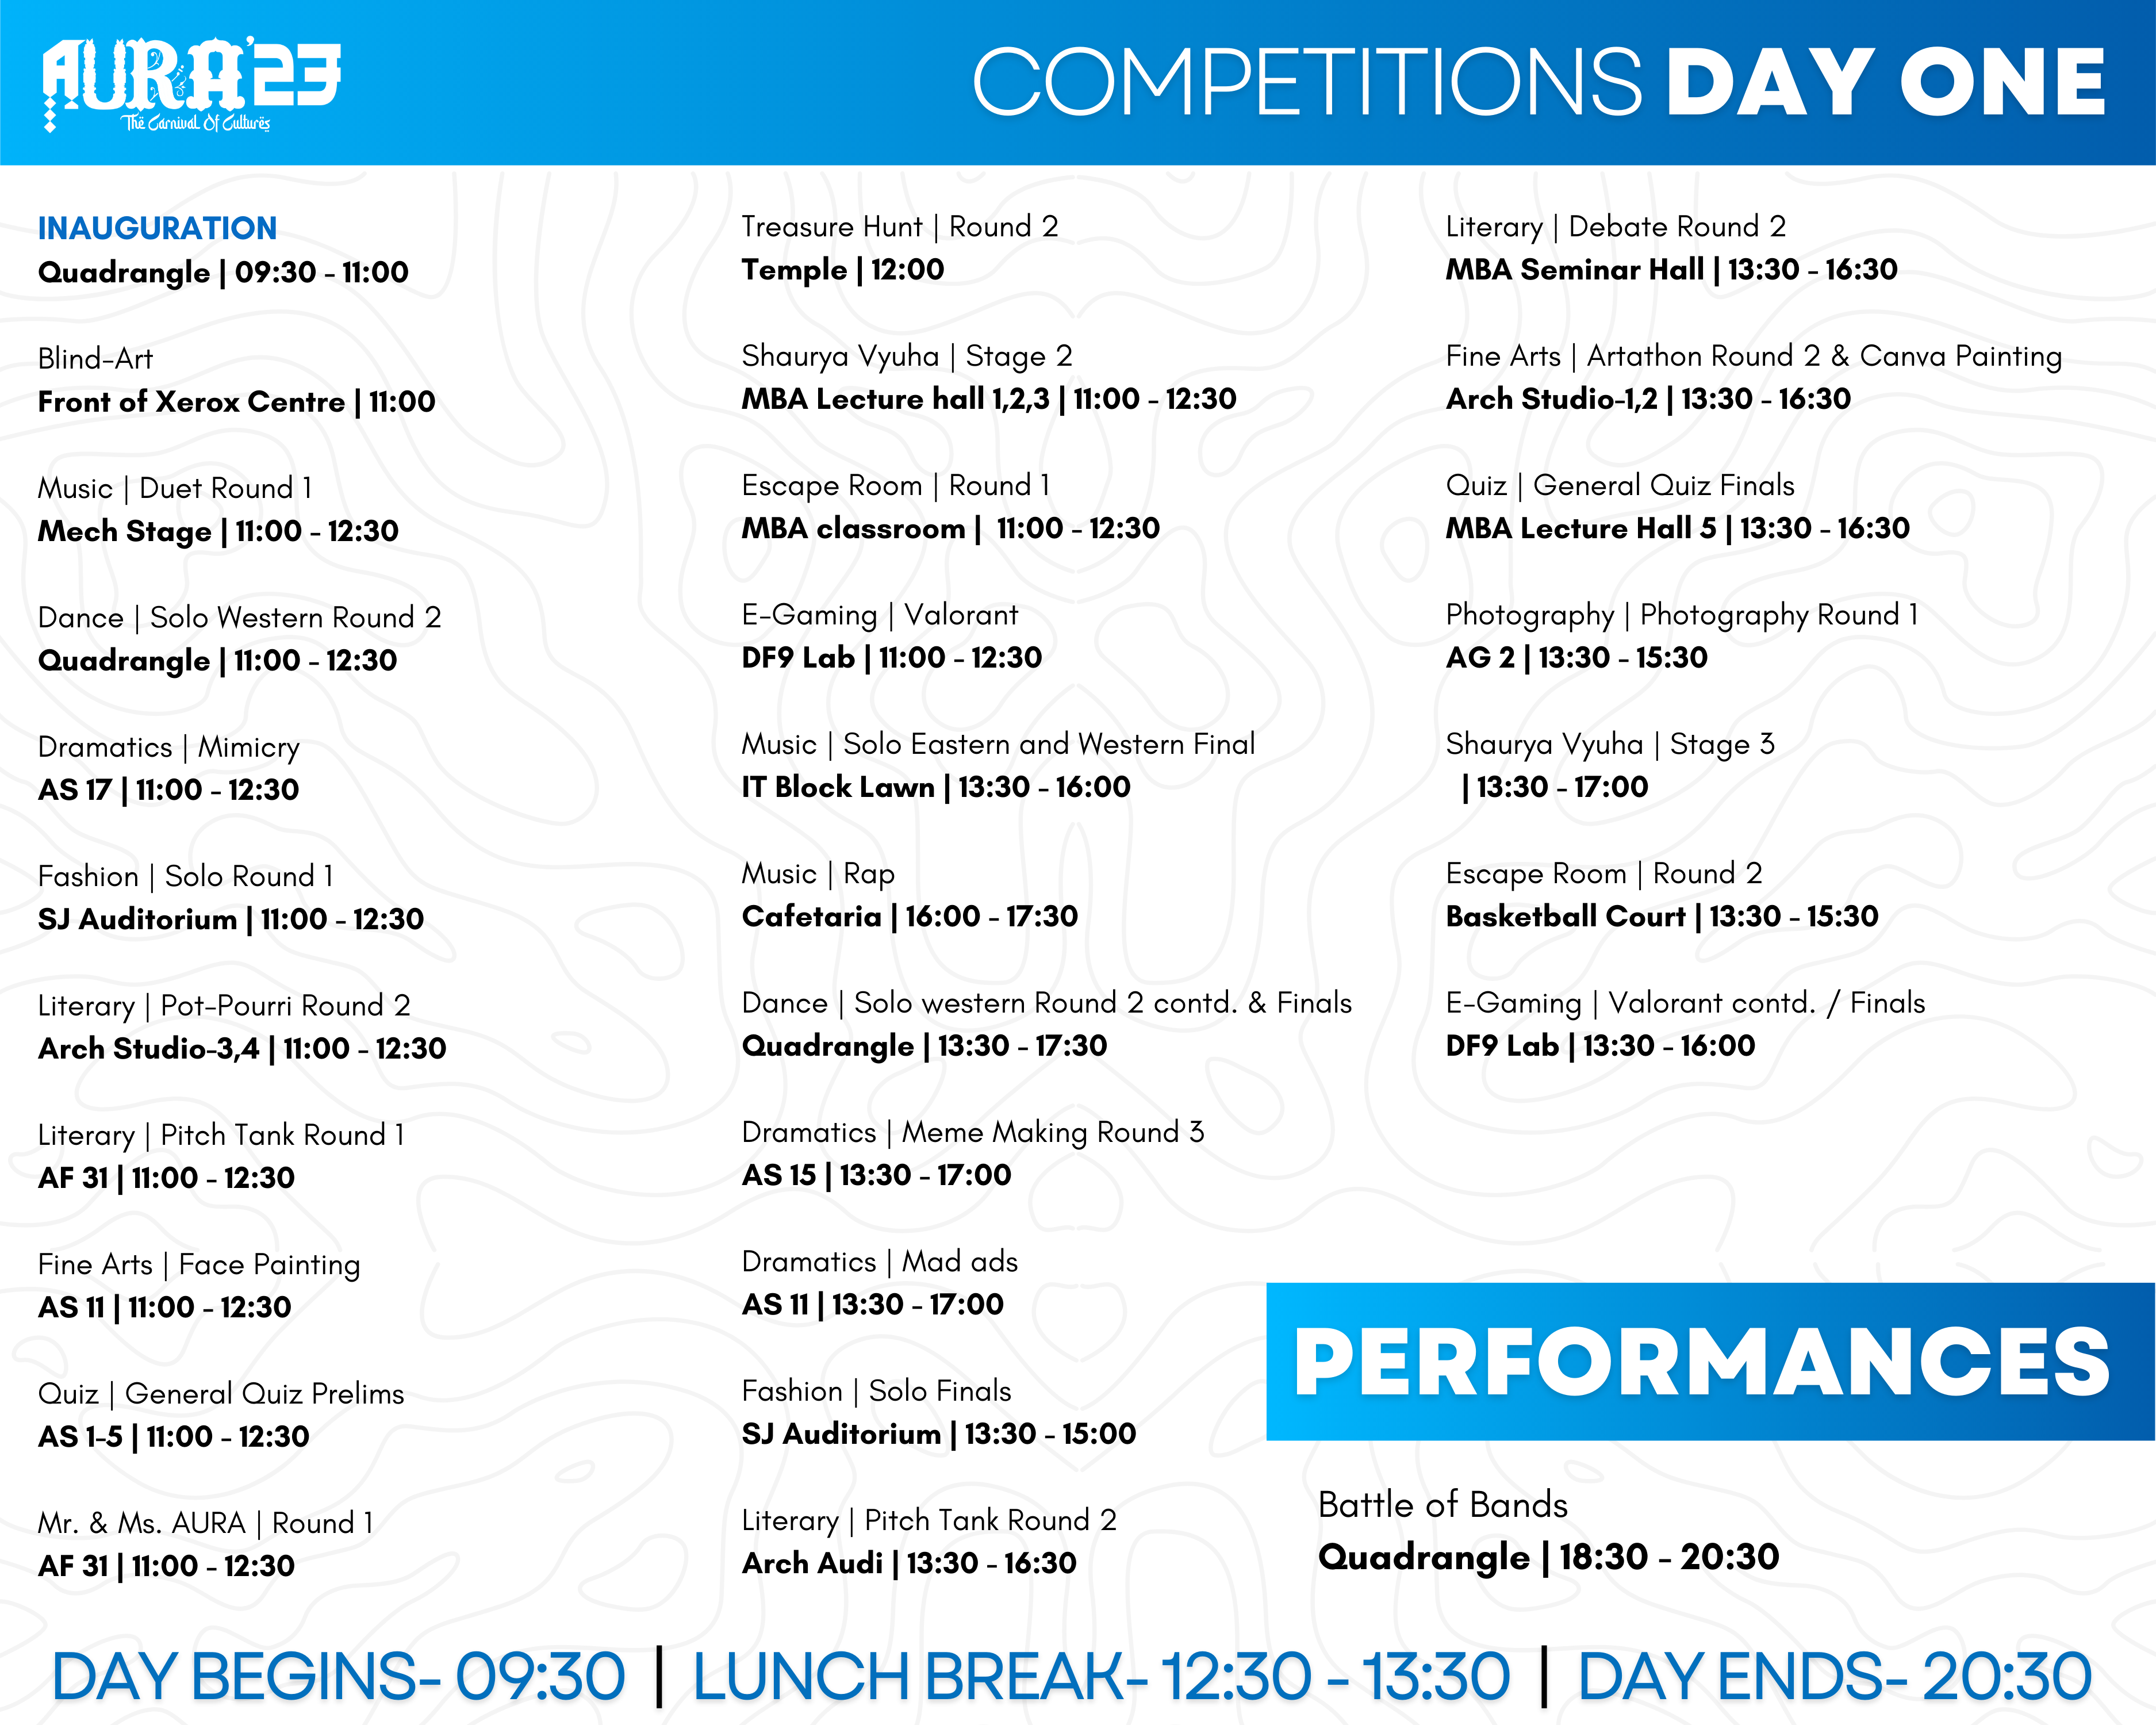 AURA'23
The Carnival Of Cultures
COMPETITIONS DAY ONE
INAUGURATION
Quadrangle | 09:30 - 11:00
Blind-Art
Front of Xerox Centre | 11:00
Music | Duet Round 1
Mech Stage | 11:00 - 12:30
Dance | Solo Western Round 2
Quadrangle | 11:00 - 12:30
Dramatics | Mimicry
AS 17 | 11:00 - 12:30
Fashion | Solo Round 1
SJ Auditorium | 11:00 - 12:30
Literary | Pot-Pourri Round 2
Arch Studio-3,4 | 11:00 - 12:30
Literary | Pitch Tank Round 1
AF 31 | 11:00 - 12:30
Fine Arts | Face Painting
AS 11 | 11:00 - 12:30
Quiz | General Quiz Prelims
AS 1-5 | 11:00 - 12:30
Mr. & Ms. AURA | Round 1
AF 31 | 11:00 - 12:30
Treasure Hunt | Round 2
Temple | 12:00
Shaurya Vyuha | Stage 2
MBA Lecture hall 1,2,3 | 11:00 - 12:30
Escape Room | Round 1
MBA classroom | 11:00 - 12:30
E-Gaming | Valorant
DF9 Lab | 11:00 - 12:30
Music | Solo Eastern and Western Final
IT Block Lawn | 13:30 - 16:00
Music | Rap
Cafetaria | 16:00 - 17:30
Dance | Solo western Round 2 contd. & Finals
Quadrangle | 13:30 - 17:30
Dramatics | Meme Making Round 3
AS 15 | 13:30 - 17:00
Dramatics | Mad ads
AS 11 | 13:30 - 17:00
Fashion | Solo Finals
SJ Auditorium | 13:30 - 15:00
Literary | Pitch Tank Round 2
Arch Audi | 13:30 - 16:30
Literary | Debate Round 2
MBA Seminar Hall | 13:30 - 16:30
Fine Arts | Artathon Round 2 & Canva Painting
Arch Studio-1,2 | 13:30 - 16:30
Quiz | General Quiz Finals
MBA Lecture Hall 5 | 13:30 - 16:30
Photography | Photography Round 1
AG 2 | 13:30 - 15:30
Shaurya Vyuha | Stage 3
| 13:30 - 17:00
Escape Room | Round 2
Basketball Court | 13:30 - 15:30
E-Gaming | Valorant contd. / Finals
DF9 Lab | 13:30 - 16:00
PERFORMANCES
Battle of Bands
Quadrangle | 18:30 - 20:30
DAY BEGINS- 09:30 | LUNCH BREAK- 12:30 - 13:30 | DAY ENDS- 20:30